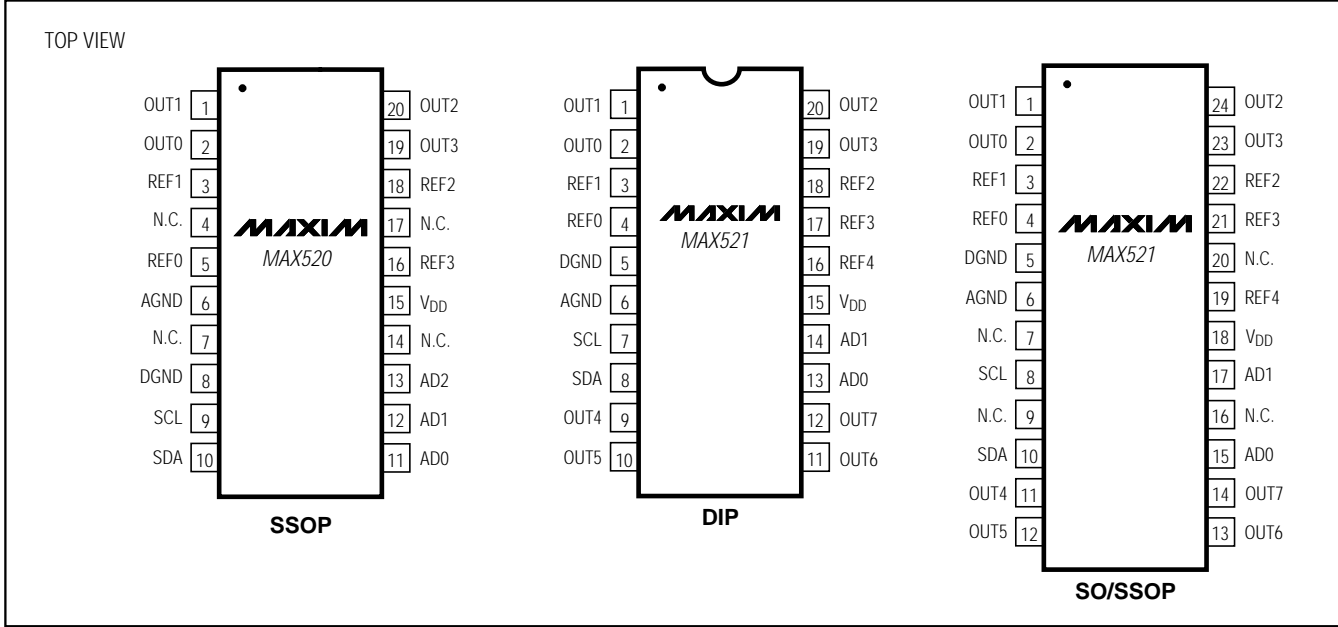 TOP VIEW
OUT1 1
OUT0 2
REF1 3
N.C. 4
REF0 5
AGND 6
N.C. 7
DGND 8
SCL 9
SDA 10
20 OUT2
19 OUT3
18 REF2
17 N.C.
16 REF3
15 VDD
14 N.C.
13 AD2
12 AD1
11 AD0
MAXIM
MAX520
SSOP
OUT1 1
OUT0 2
REF1 3
REF0 4
DGND 5
AGND 6
SCL 7
SDA 8
OUT4 9
OUT5 10
20 OUT2
19 OUT3
18 REF2
17 REF3
16 REF4
15 VDD
14 AD1
13 AD0
12 OUT7
11 OUT6
MAXIM
MAX521
DIP
OUT1 1
OUT0 2
REF1 3
REF0 4
DGND 5
AGND 6
N.C. 7
SCL 8
N.C. 9
SDA 10
OUT4 11
OUT5 12
24 OUT2
23 OUT3
22 REF2
21 REF3
20 N.C.
19 REF4
18 VDD
17 AD1
16 N.C.
15 AD0
14 OUT7
13 OUT6
MAXIM
MAX521
SO/SSOP